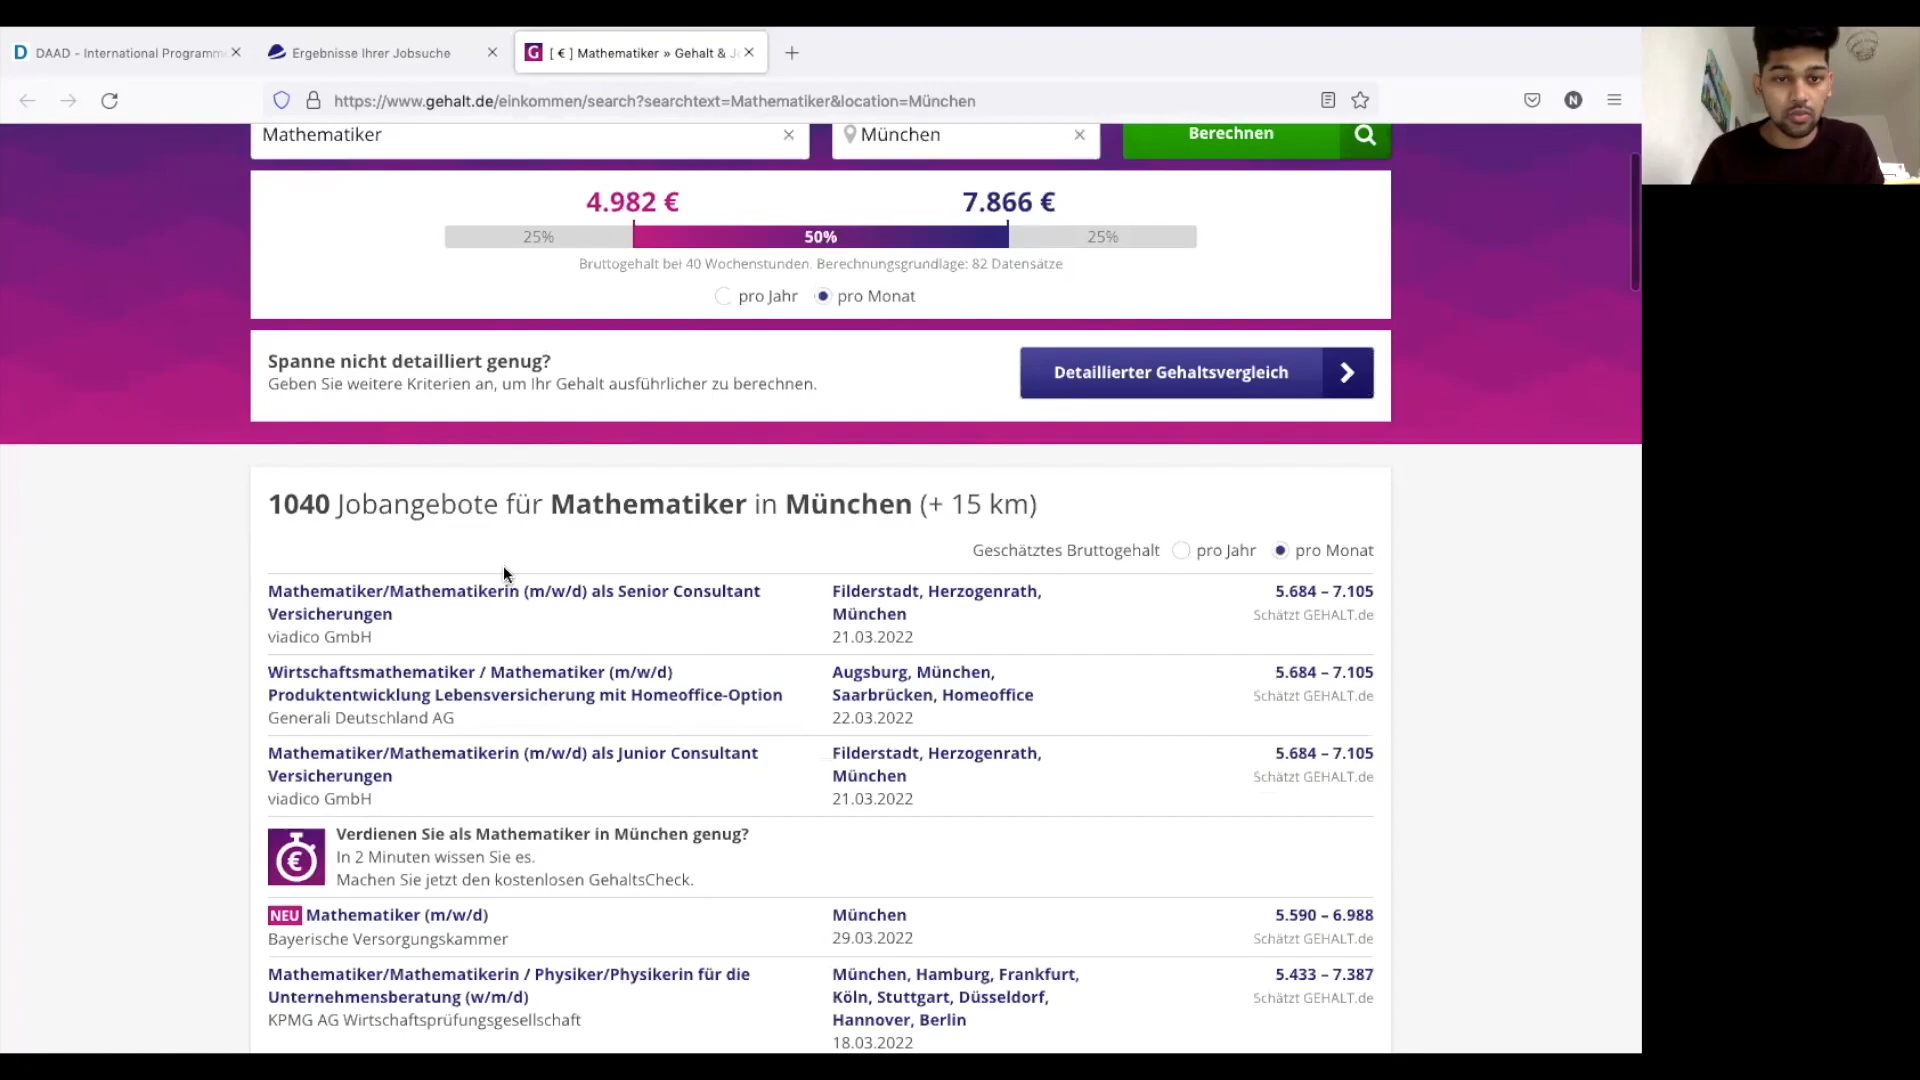 DAAD - International Programm
Ergebnisse Ihrer Jobsuche
[ € ] Mathematiker » Gehalt & J
https://www.gehalt.de/einkommen/search?searchtext=Mathematiker&location=München
N
Mathematiker
München
Berechnen
4.982 €
7.866 €
25%
50%
25%
Bruttogehalt bei 40 Wochenstunden. Berechnungsgrundlage: 82 Datensätze
pro Jahr
pro Monat
Spanne nicht detailliert genug?
Geben Sie weitere Kriterien an, um Ihr Gehalt ausführlicher zu berechnen.
Detaillierter Gehaltsvergleich
1040 Jobangebote für Mathematiker in München (+ 15 km)
Geschätztes Bruttogehalt pro Jahr pro Monat
Mathematiker/Mathematikerin (m/w/d) als Senior Consultant
Versicherungen
viadico GmbH
Filderstadt, Herzogenrath,
München
21.03.2022
5.684 – 7.105
Schätzt GEHALT.de
Wirtschaftsmathematiker / Mathematiker (m/w/d)
Produktentwicklung Lebensversicherung mit Homeoffice-Option
Generali Deutschland AG
Augsburg, München,
Saarbrücken, Homeoffice
22.03.2022
5.684 – 7.105
Schätzt GEHALT.de
Mathematiker/Mathematikerin (m/w/d) als Junior Consultant
Versicherungen
viadico GmbH
Filderstadt, Herzogenrath,
München
21.03.2022
5.684 – 7.105
Schätzt GEHALT.de
Verdienen Sie als Mathematiker in München genug?
In 2 Minuten wissen Sie es.
Machen Sie jetzt den kostenlosen GehaltsCheck.
NEU Mathematiker (m/w/d)
Bayerische Versorgungskammer
München
29.03.2022
5.590 – 6.988
Schätzt GEHALT.de
Mathematiker/Mathematikerin / Physiker/Physikerin für die
Unternehmensberatung (w/m/d)
KPMG AG Wirtschaftsprüfungsgesellschaft
München, Hamburg, Frankfurt,
Köln, Stuttgart, Düsseldorf,
Hannover, Berlin
18.03.2022
5.433 – 7.387
Schätzt GEHALT.de